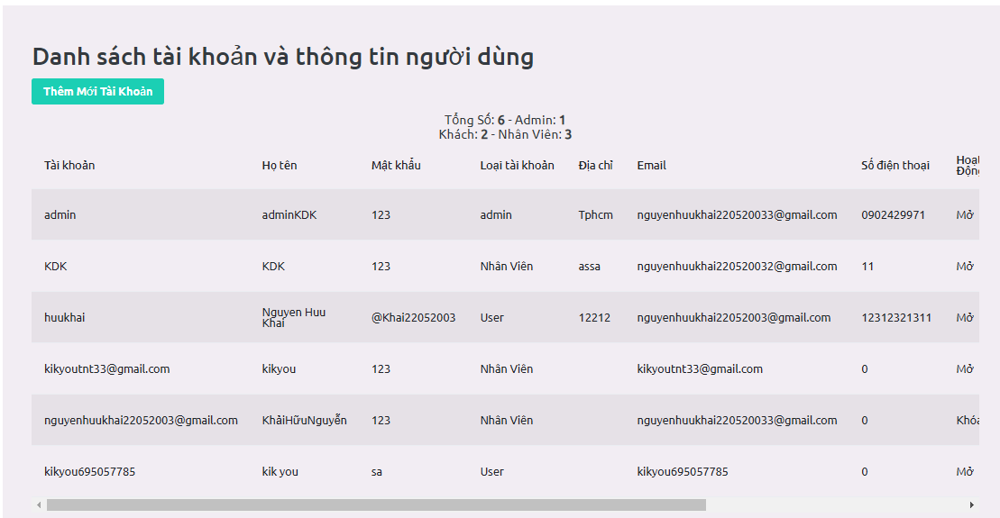 Danh sách tài khoản và thông tin người dùng
Thêm Mới Tài Khoản
Tổng Số: 6 - Admin: 1
Khách: 2 - Nhân Viên: 3
Tài khoản Họ tên Mật khẩu Loại tài khoản Địa chỉ Email Số điện thoại
admin adminKDK 123 admin Tphcm nguyenhuukhai220520033@gmail.com 0902429971 Mở
KDK KDK 123 Nhân Viên assa nguyenhuukhai220520032@gmail.com 11 Mở
huukhai Nguyen Huu Khai @Khai22052003 User 12212 nguyenhuukhai22052003@gmail.com 12312321311 Mở
kikyoutnt33@gmail.com kikyou 123 Nhân Viên kikyoutnt33@gmail.com 0 Mở
nguyenhuukhai22052003@gmail.com KhảiHữuNguyễn 123 Nhân Viên nguyenhuukhai220520033@gmail.com 0 Khóa
kikyou695057785 kik you sa User kikyou695057785 0 Mở